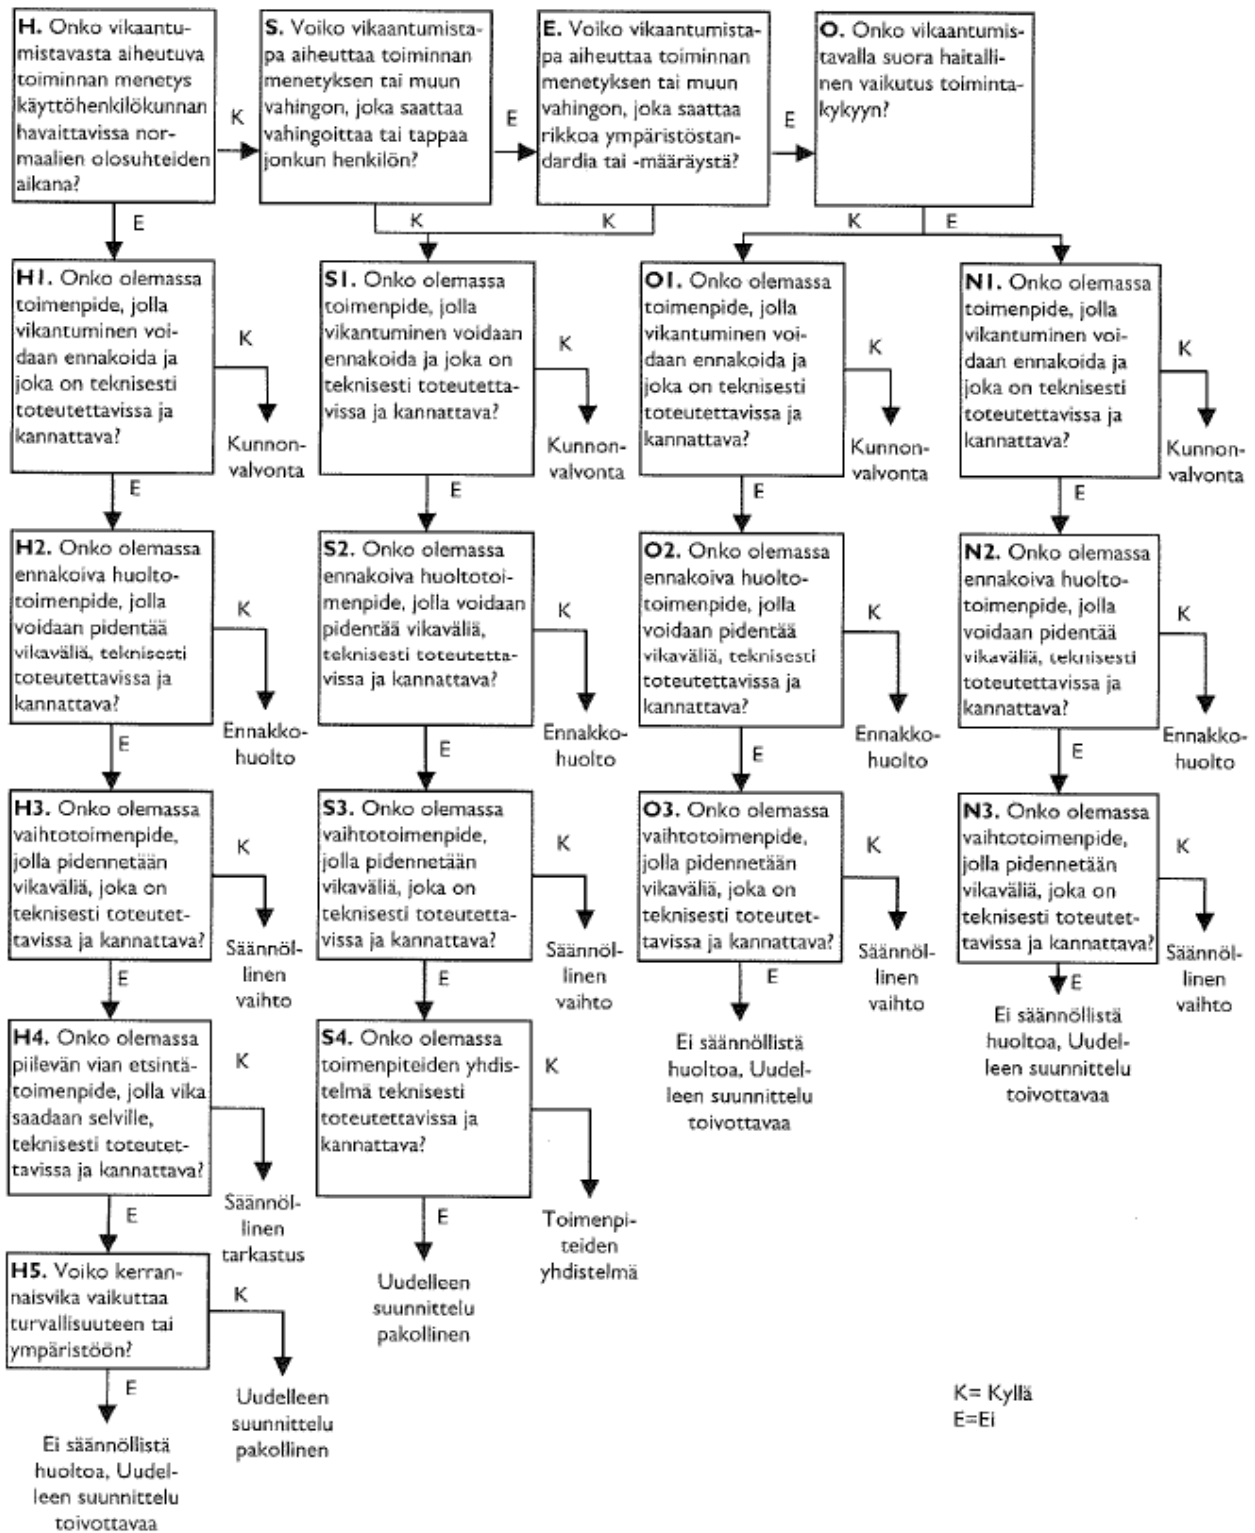 H. Onko vikaantu-
mistavasta aiheutuva
toiminnan menetys
käyttöhenkilökunnan
havaittavissa nor-
maalien olosuhteiden
aikana?
K
S. Voiko vikaantumista-
pa aiheuttaa toiminnan
menetyksen tai muun
vahingon, joka saattaa
vahingoittaa tai tappaa
jonkun henkilön?
E
E. Voiko vikaantumista-
pa aiheuttaa toiminnan
menetyksen tai muun
vahingon, joka saattaa
rikkoa ympäristöstan-
dardia tai -määräystä?
E
O. Onko vikaantumis-
tavalla suora haitalli-
nen vaikutus toiminta-
kykyyn?
E
K
K
K
E
H1. Onko olemassa
toimenpide, jolla
vikantuminen voi-
daan ennakoida ja
joka on teknisesti
toteutettavissa ja
kannattava?
K
Kunnon-
valvonta
S1. Onko olemassa
toimenpide, jolla
vikantuminen voidaan
ennakoida ja joka on
teknisesti toteutetta-
vissa ja kannattava?
K
Kunnon-
valvonta
O1. Onko olemassa
toimenpide, jolla
vikantuminen voi-
daan ennakoida ja
joka on teknisesti
toteutettavissa ja
kannattava?
K
Kunnon-
valvonta
N1. Onko olemassa
toimenpide, jolla
vikantuminen voi-
daan ennakoida ja
joka on teknisesti
toteutettavissa ja
kannattava?
K
Kunnon-
valvonta
E
E
E
E
H2. Onko olemassa
ennakoiva huolto-
toimenpide, jolla
voidaan pidentää
vikaväliä, teknisesti
toteutettavissa ja
kannattava?
K
Ennakko-
huolto
S2. Onko olemassa
ennakoiva huoltotoi-
menpide, jolla voidaan
pidentää vikaväliä,
teknisesti toteutetta-
vissa ja kannattava?
K
Ennakko-
huolto
O2. Onko olemassa
ennakoiva huolto-
toimenpide, jolla
voidaan pidentää
vikaväliä, teknisesti
toteutettavissa ja
kannattava?
K
Ennakko-
huolto
N2. Onko olemassa
ennakoiva huolto-
toimenpide, jolla
voidaan pidentää
vikaväliä, teknisesti
toteutettavissa ja
kannattava?
K
Ennakko-
huolto
E
E
E
E
H3. Onko olemassa
vaihtotoimenpide,
jolla pidennetään
vikaväliä, joka on
teknisesti toteutet-
tavissa ja kannattava?
K
Säännöl-
linen
vaihto
S3. Onko olemassa
vaihtotoimenpide,
jolla pidennetään
vikaväliä, joka on
teknisesti toteutetta-
vissa ja kannattava?
K
Säännöl-
linen
vaihto
O3. Onko olemassa
vaihtotoimenpide,
jolla pidennetään
vikaväliä, joka on
teknisesti toteutet-
tavissa ja kannattava?
K
Säännöl-
linen
vaihto
N3. Onko olemassa
vaihtotoimenpide,
jolla pidennetään
vikaväliä, joka on
teknisesti toteutet-
tavissa ja kannattava?
K
Säännöl-
linen
vaihto
E
E
E
E
H4. Onko olemassa
piilevän vian etsintä-
toimenpide, jolla vika
saadaan selville,
teknisesti toteutet-
tavissa ja kannattava?
K
Säännöl-
linen
tarkastus
S4. Onko olemassa
toimenpiteiden yhdis-
telmä teknisesti
toteutettavissa ja
kannattava?
K
Toimenpi-
teiden
yhdistelmä
Ei säännöllistä
huoltoa, Uudel-
leen suunnittelu
toivottavaa
Ei säännöllistä
huoltoa, Uudel-
leen suunnittelu
toivottavaa
E
E
H5. Voiko kerran-
naisvika vaikuttaa
turvallisuuteen tai
ympäristöön?
K
Uudelleen
suunnittelu
pakollinen
Uudelleen
suunnittelu
pakollinen
E
Ei säännöllistä
huoltoa, Uudel-
leen suunnittelu
toivottavaa
K= Kyllä
E=Ei